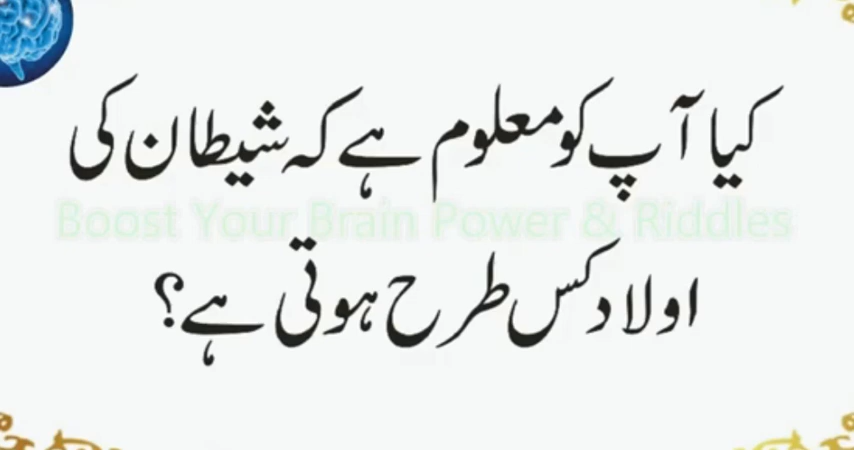 کیا آپ کو معلوم ہے کہ شیطان کی
Boost Your Brain Power & Riddles
اولاد کس طرح ہوتی ہے؟